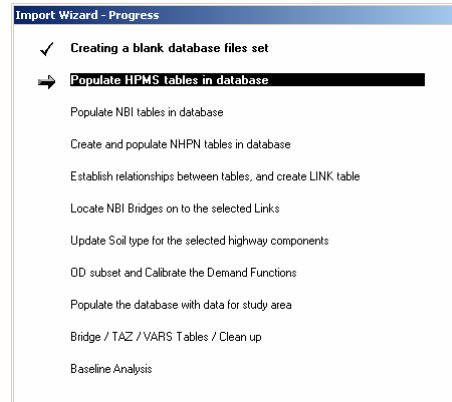 Import Wizard - Progress
Creating a blank database files set
Populate HPMS tables in database
Populate NBI tables in database
Create and populate NHPN tables in database
Establish relationships between tables, and create LINK table
Locate NBI Bridges on to the selected Links
Update Soil type for the selected highway components
OD subset and Calibrate the Demand Functions
Populate the database with data for study area
Bridge / TAZ / VARS Tables / Clean up
Baseline Analysis